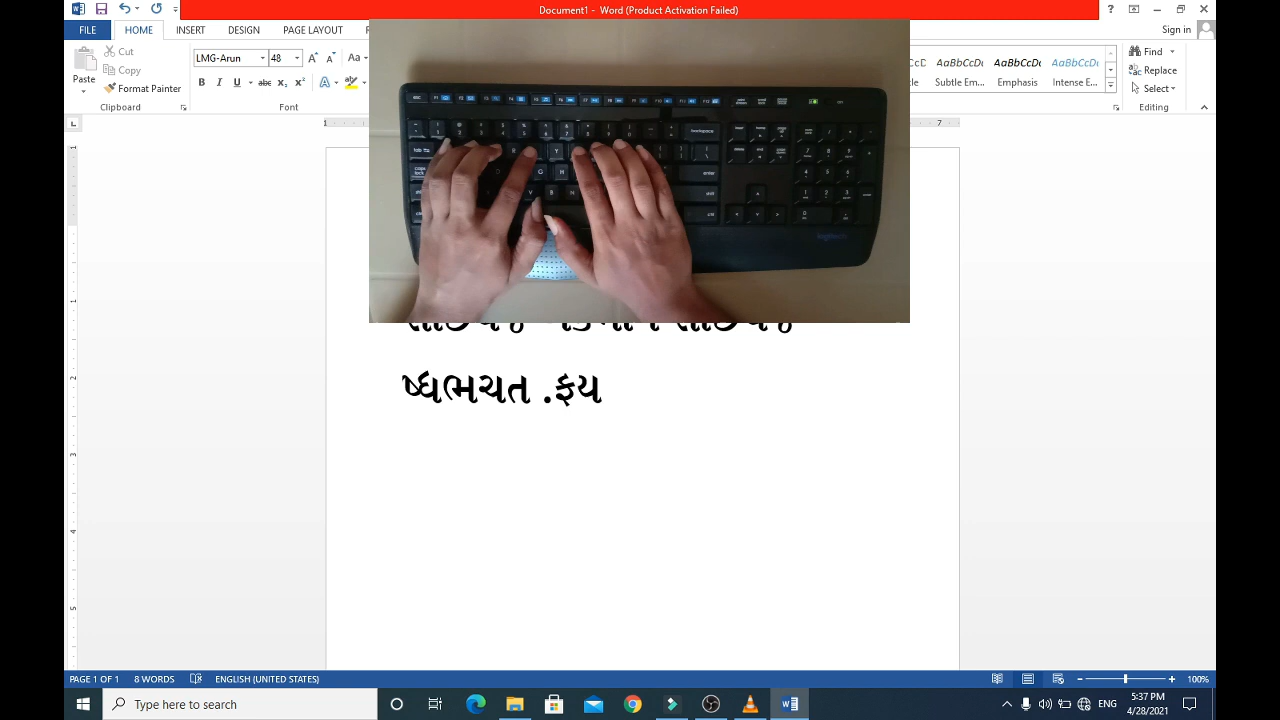 Document1 - Word (Product Activation Failed)
FILE HOME INSERT DESIGN PAGE LAYOUT
Sign in
Cut
Copy
Format Painter
Paste
Clipboard
LMG-Arun 48
Font
Subtle Em... Emphasis Intense E...
Find
Replace
Select
Editing
ષ્ધભચત .ફય
PAGE 1 OF 1 8 WORDS ENGLISH (UNITED STATES) 100%
Type here to search
ENG
5:37 PM
4/28/2021